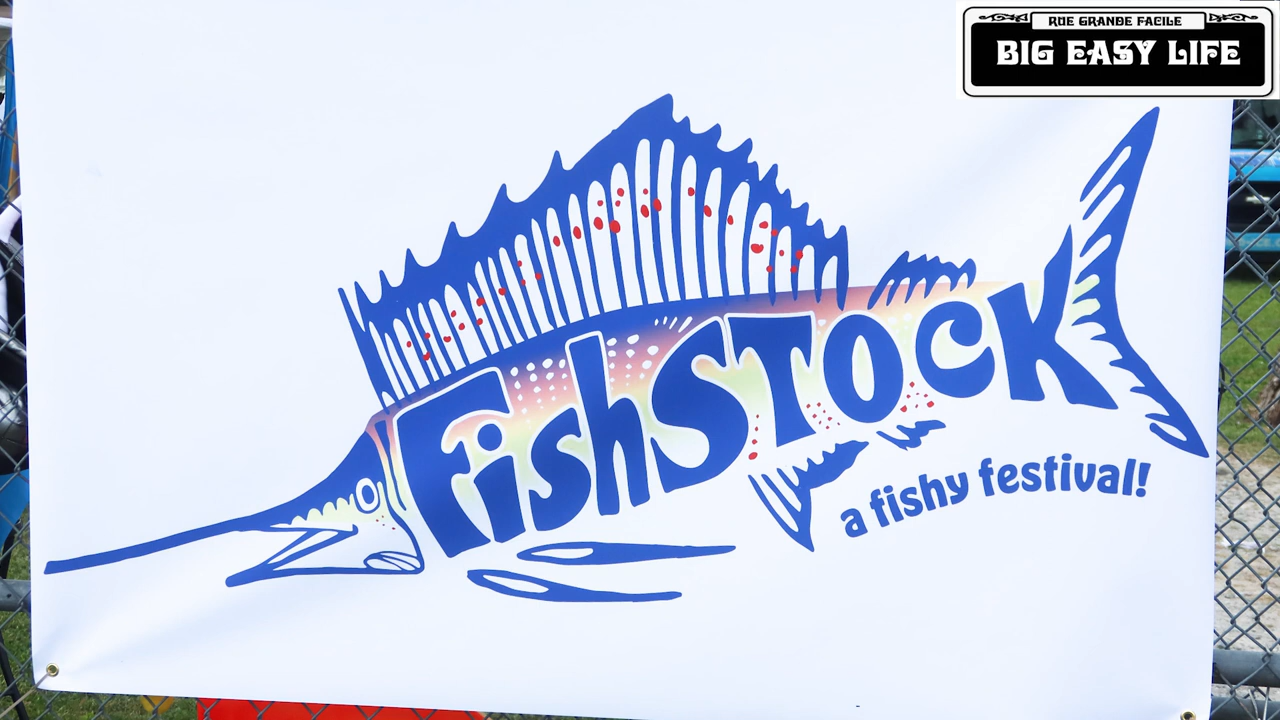 RUE GRANDE FACILE
BIG EASY LIFE
FishSTOCK
a fishy festival!